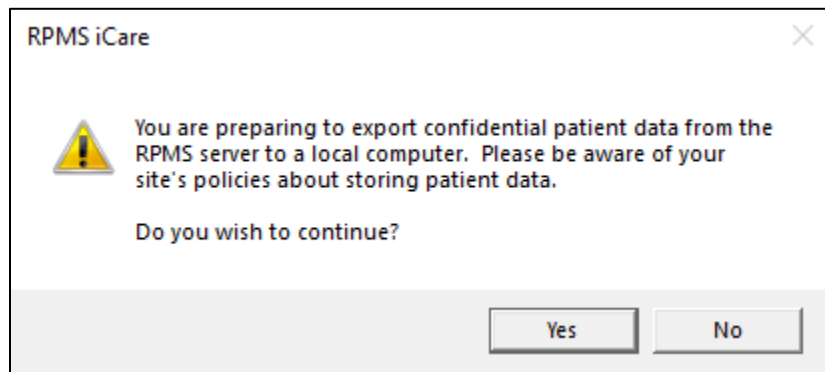 RPMS iCare
You are preparing to export confidential patient data from the
RPMS server to a local computer.  Please be aware of your
site's policies about storing patient data.
Do you wish to continue?
Yes
No